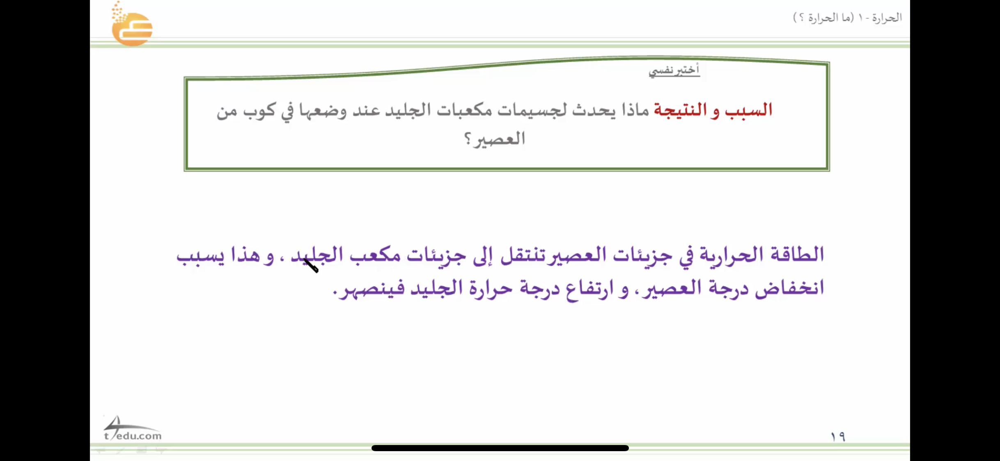 الحرارة - ١ (ما الحرارة ؟)
أختبر نفسي
السبب و النتيجة ماذا يحدث لجسيمات مكعبات الجليد عند وضعها في كوب من
العصير؟
الطاقة الحرارية في جزيئات العصير تنتقل إلى جزيئات مكعب الجليد ، و هذا يسبب
انخفاض درجة العصير، و ارتفاع درجة حرارة الجليد فينصهر.
t4edu.com
١٩